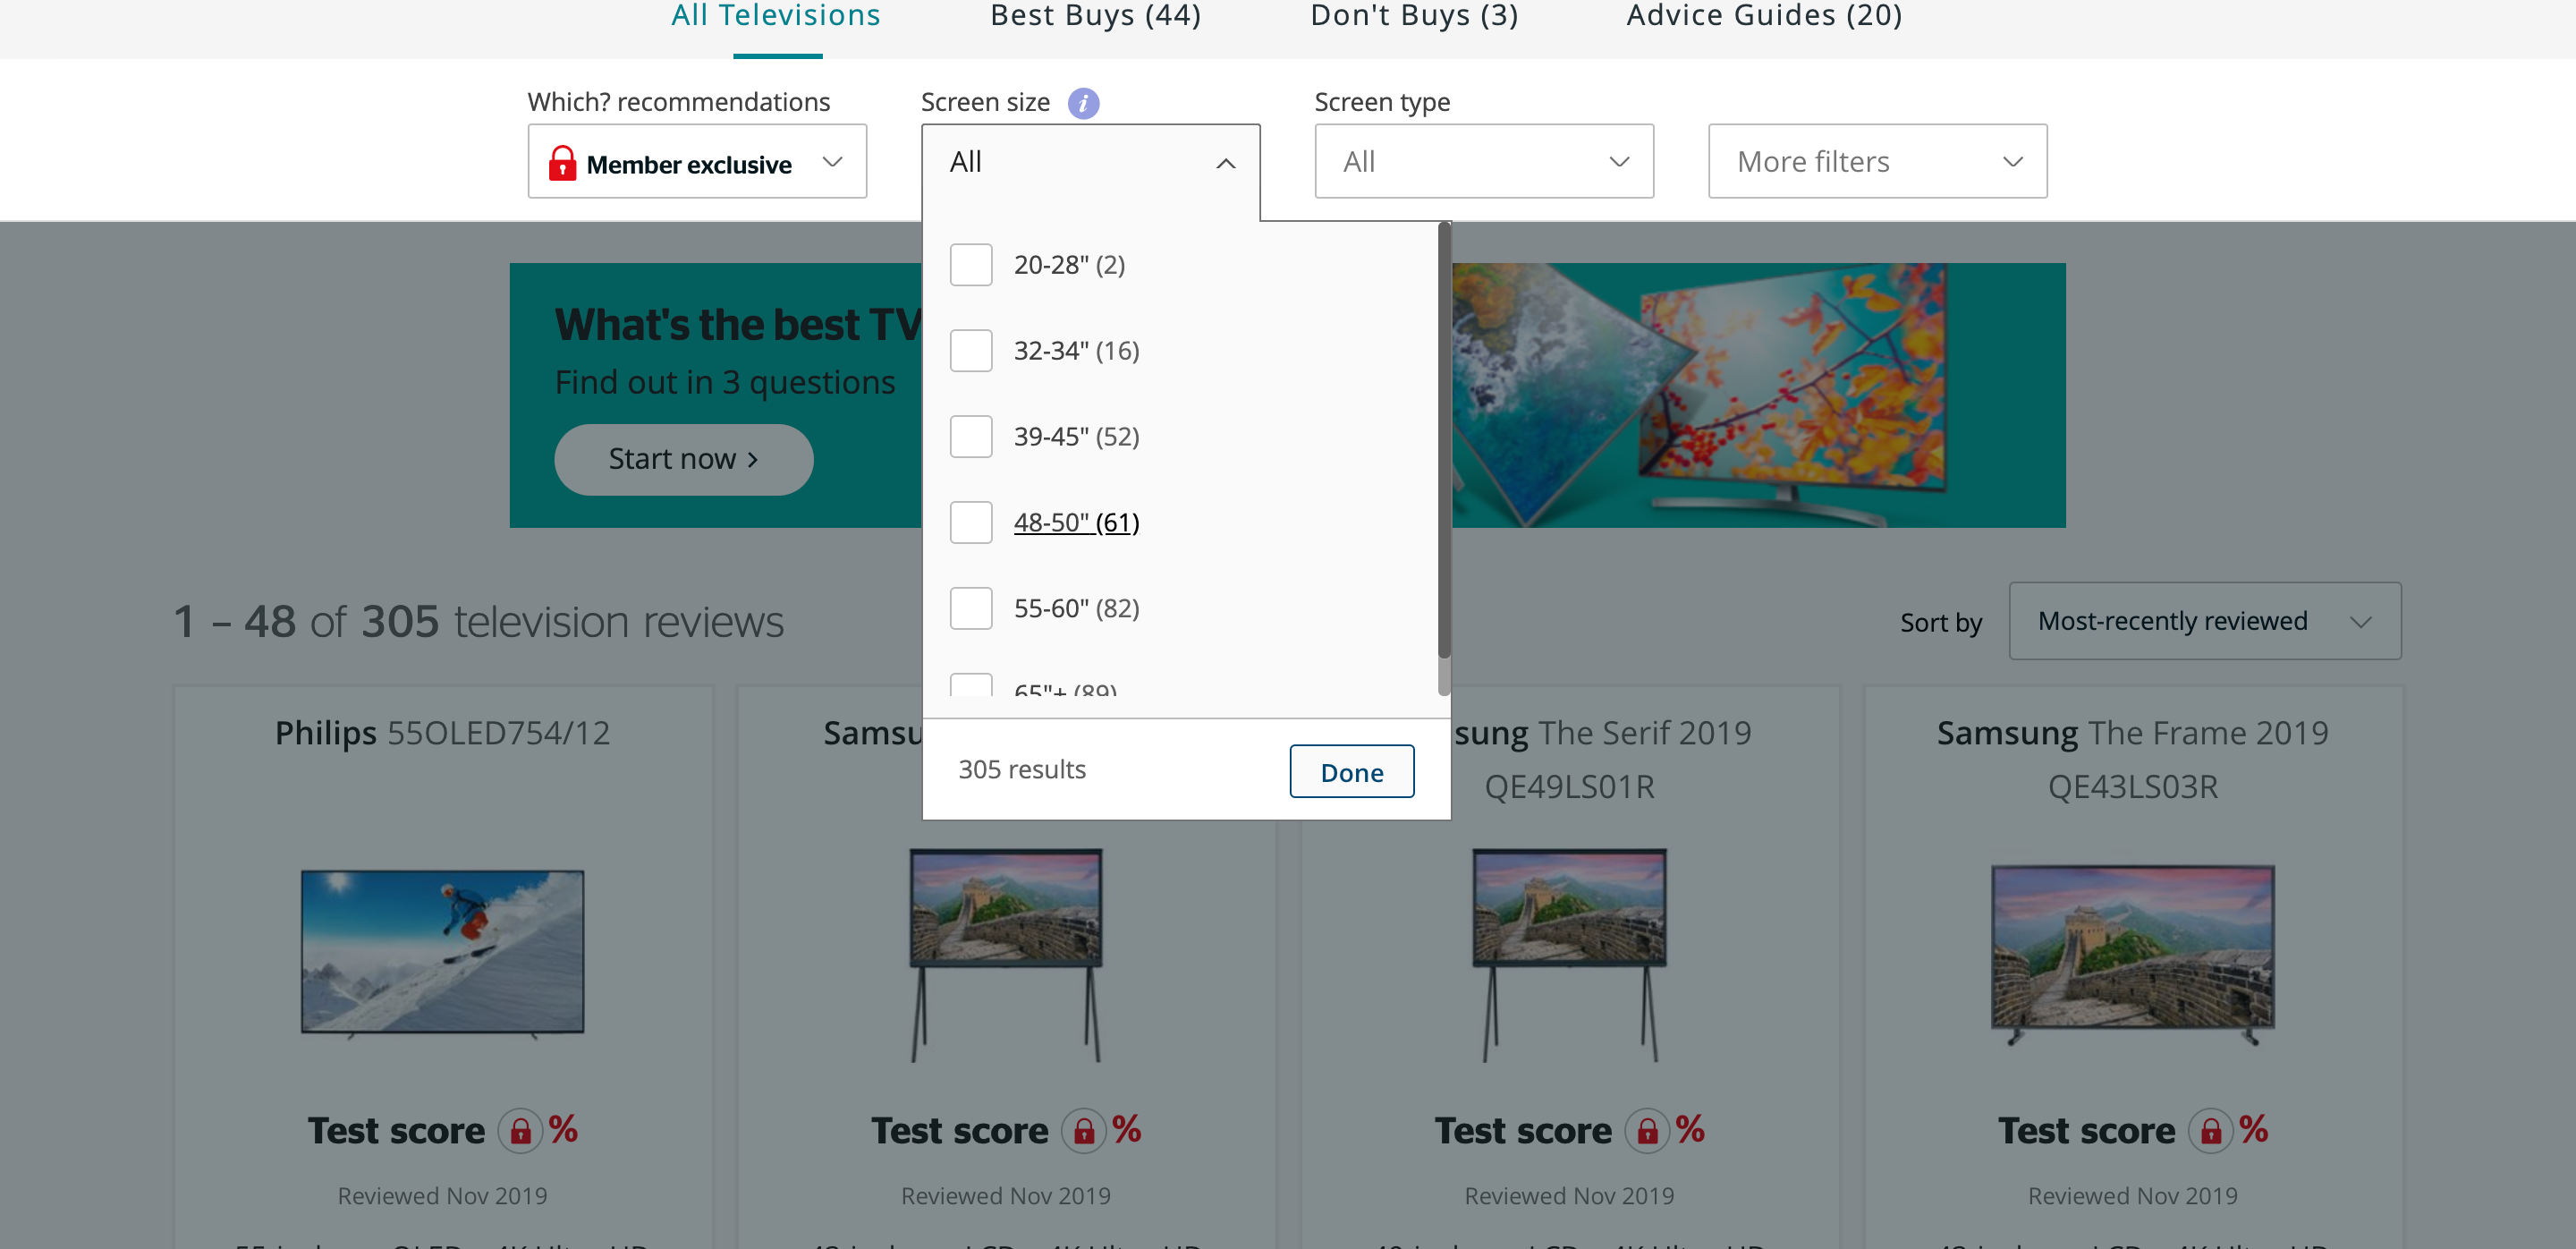 All Televisions
Best Buys (44)
Don't Buys (3)
Advice Guides (20)
Which? recommendations
Member exclusive
Screen size i
All
Screen type
All
More filters
20-28" (2)
32-34" (16)
39-45" (52)
48-50" (61)
55-60" (82)
65"+ (89)
305 results
Done
What's the best TV
Find out in 3 questions
Start now >
1 – 48 of 305 television reviews
Sort by
Most-recently reviewed
Philips 55OLED754/12
Test score %
Reviewed Nov 2019
Samsu
Test score %
Reviewed Nov 2019
sung The Serif 2019
QE49LS01R
Test score %
Reviewed Nov 2019
Samsung The Frame 2019
QE43LS03R
Test score %
Reviewed Nov 2019